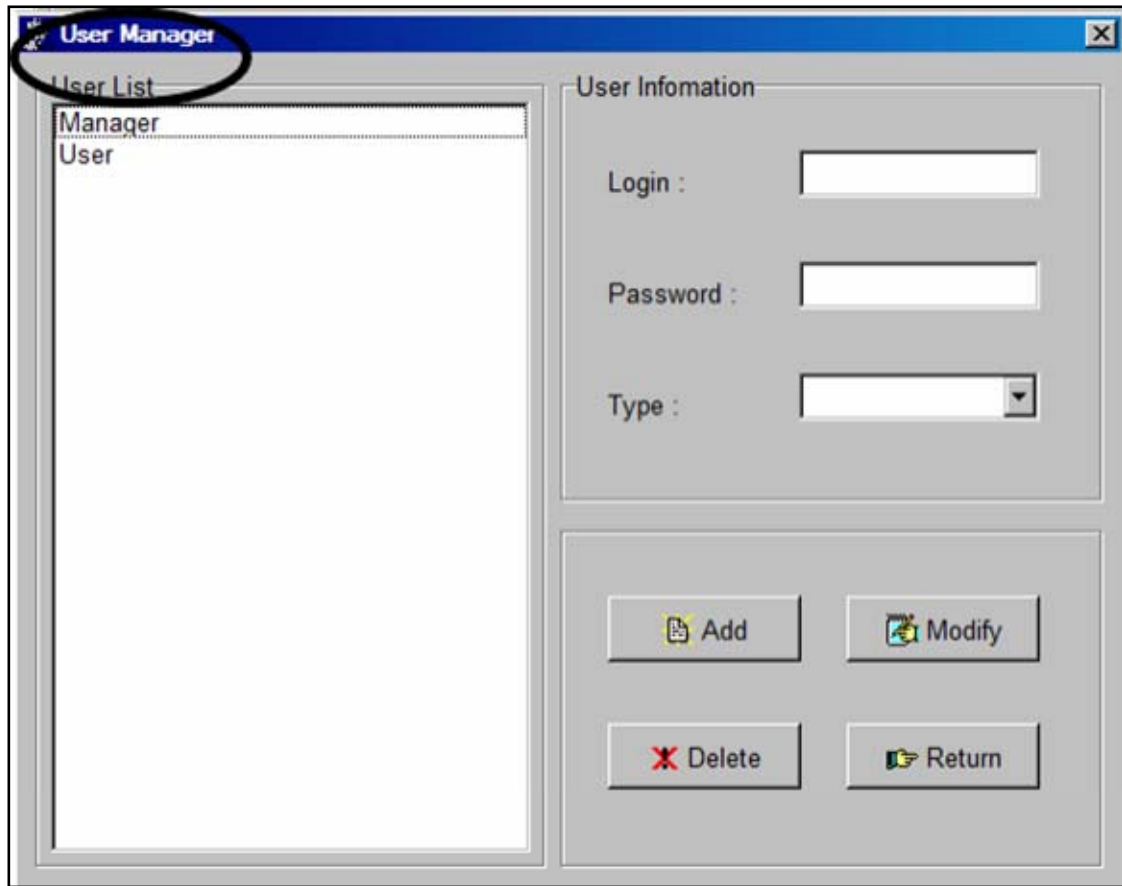 User Manager
User List
Manager
User
User Infomation
Login :
Password :
Type :
Add
Modify
Delete
Return